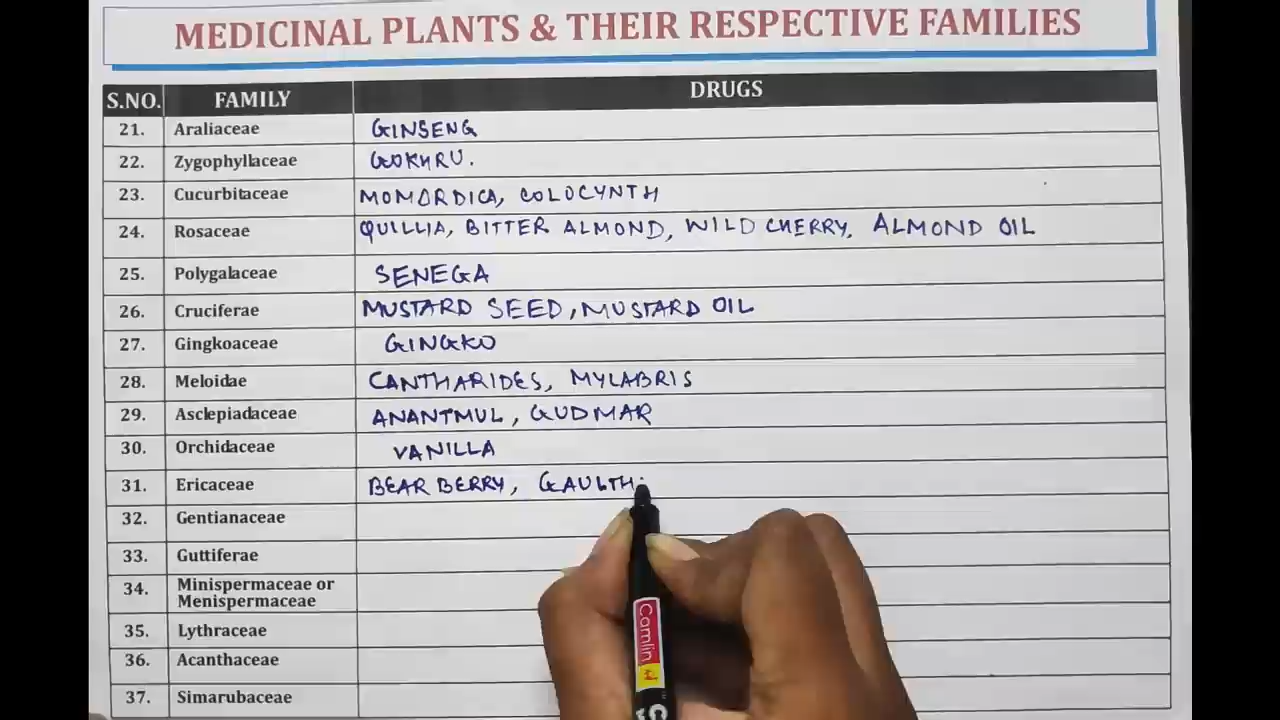 MEDICINAL PLANTS & THEIR RESPECTIVE FAMILIES
S.NO. FAMILY DRUGS
21. Araliaceae GINSENG
22. Zygophyllaceae GOKHRU.
23. Cucurbitaceae MOMORDICA, COLOCYNTH
24. Rosaceae QUILLIA, BITTER ALMOND, WILD CHERRY, ALMOND OIL
25. Polygalaceae SENEGA
26. Cruciferae MUSTARD SEED, MUSTARD OIL
27. Gingkoaceae GINGKO
28. Meloidae CANTHARIDES, MYLABRIS
29. Asclepiadaceae ANANTMUL, GUDMAR
30. Orchidaceae VANILLA
31. Ericaceae BEAR BERRY, GAULTH
32. Gentianaceae
33. Guttiferae
34. Minispermaceae or
Menispermaceae
35. Lythraceae
36. Acanthaceae
37. Simarubaceae
Camlin